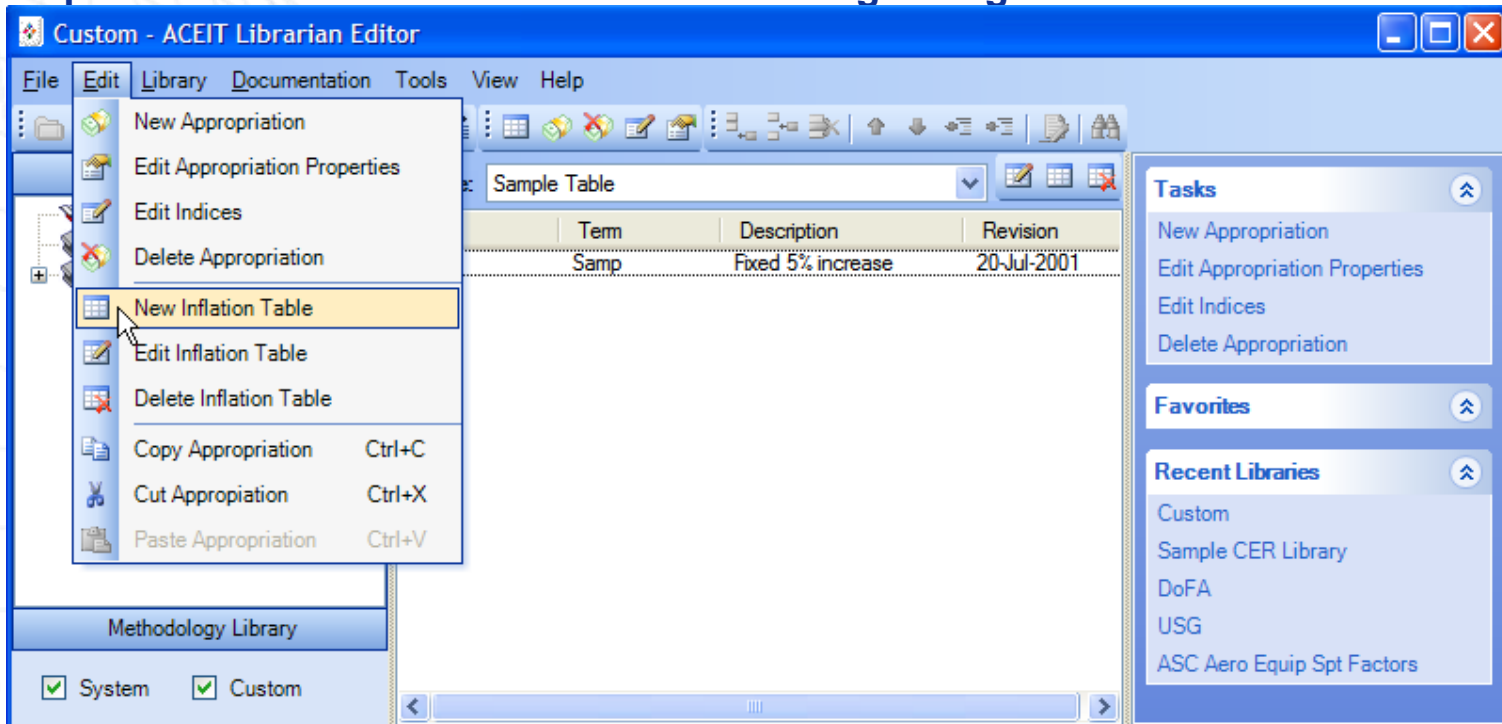 Custom - ACEIT Librarian Editor
File Edit Library Documentation Tools View Help
New Appropriation
Edit Appropriation Properties
Edit Indices
Delete Appropriation
New Inflation Table
Edit Inflation Table
Delete Inflation Table
Copy Appropriation Ctrl+C
Cut Appropiation Ctrl+X
Paste Appropriation Ctrl+V
Sample Table
Term Description Revision
Samp Fixed 5% increase 20-Jul-2001
Methodology Library
System Custom
Tasks
New Appropriation
Edit Appropriation Properties
Edit Indices
Delete Appropriation
Favorites
Recent Libraries
Custom
Sample CER Library
DoFA
USG
ASC Aero Equip Spt Factors